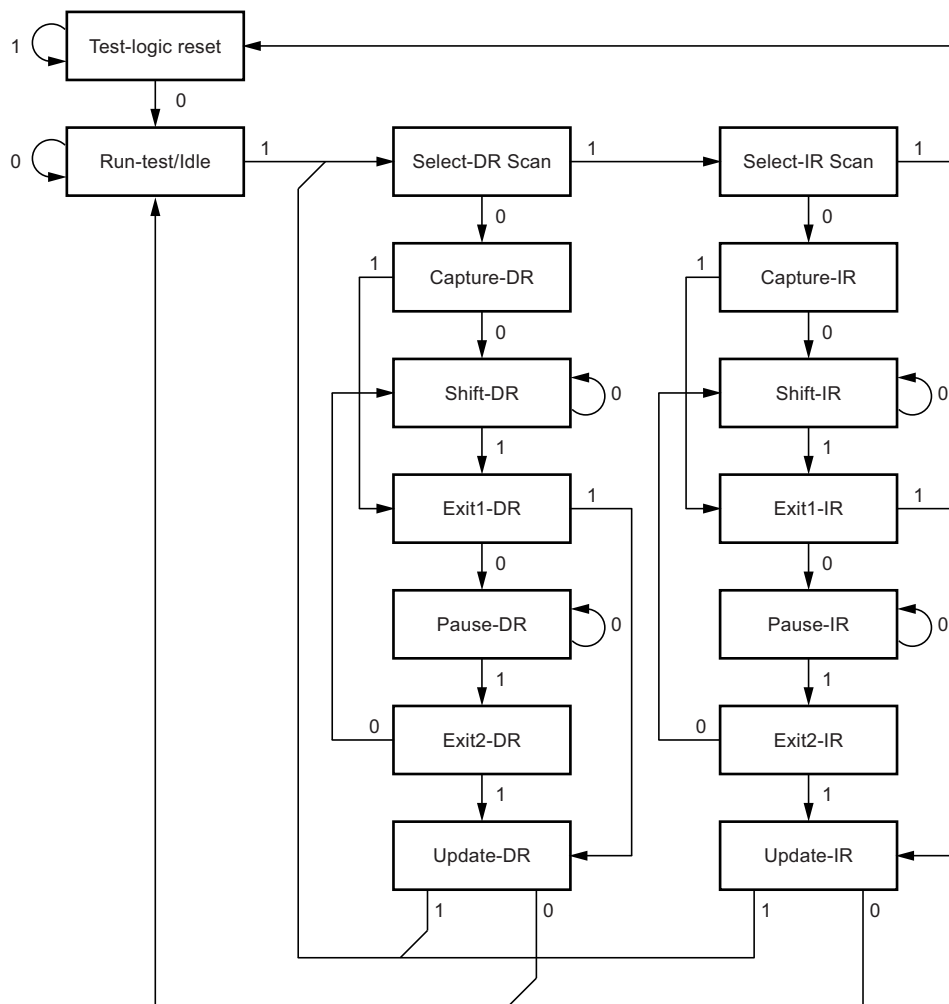 1
Test-logic reset
0
0
Run-test/Idle
1
Select-DR Scan
1
Select-IR Scan
1
0
0
1
Capture-DR
1
Capture-IR
0
0
Shift-DR
0
Shift-IR
0
1
1
Exit1-DR
1
Exit1-IR
1
0
0
Pause-DR
0
Pause-IR
0
1
1
0
Exit2-DR
0
Exit2-IR
1
1
Update-DR
Update-IR
1
0
1
0